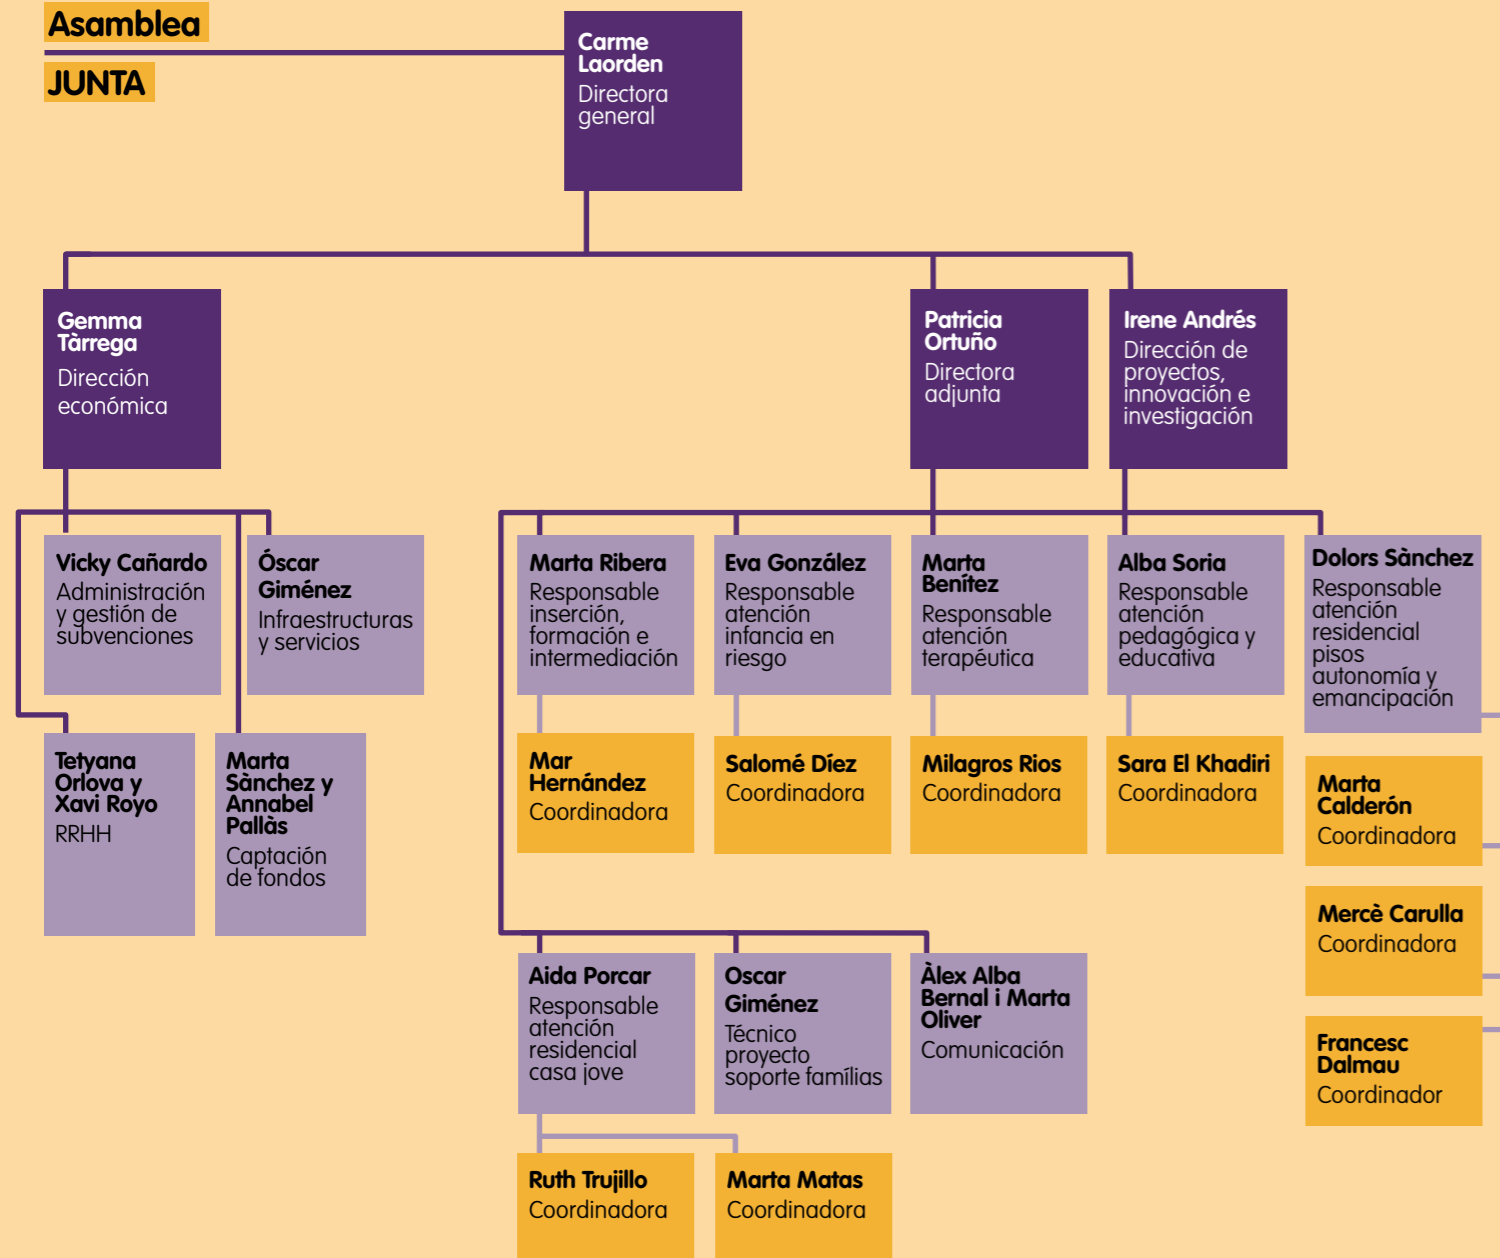 Asamblea
JUNTA
Carme
Laorden
Directora
general
Gemma
Tàrrega
Dirección
económica
Patricia
Ortuño
Directora
adjunta
Irene Andrés
Dirección de
proyectos,
innovación e
investigación
Vicky Cañardo
Administración
y gestión de
subvenciones
Óscar
Giménez
Infraestructuras
y servicios
Marta Ribera
Responsable
inserción,
formación e
intermediación
Eva González
Responsable
atención
infancia en
riesgo
Marta
Benítez
Responsable
atención
terapéutica
Alba Soria
Responsable
atención
pedagógica y
educativa
Dolors Sànchez
Responsable
atención
residencial
pisos
autonomía y
emancipación
Tetyana
Orlova y
Xavi Royo
RRHH
Marta
Sànchez y
Annabel
Pallàs
Captación
de fondos
Mar
Hernández
Coordinadora
Salomé Díez
Coordinadora
Milagros Rios
Coordinadora
Sara El Khadiri
Coordinadora
Marta
Calderón
Coordinadora
Mercè Carulla
Coordinadora
Francesc
Dalmau
Coordinador
Aida Porcar
Responsable
atención
residencial
casa jove
Oscar
Giménez
Técnico
proyecto
soporte famílias
Àlex Alba
Bernal i Marta
Oliver
Comunicación
Ruth Trujillo
Coordinadora
Marta Matas
Coordinadora